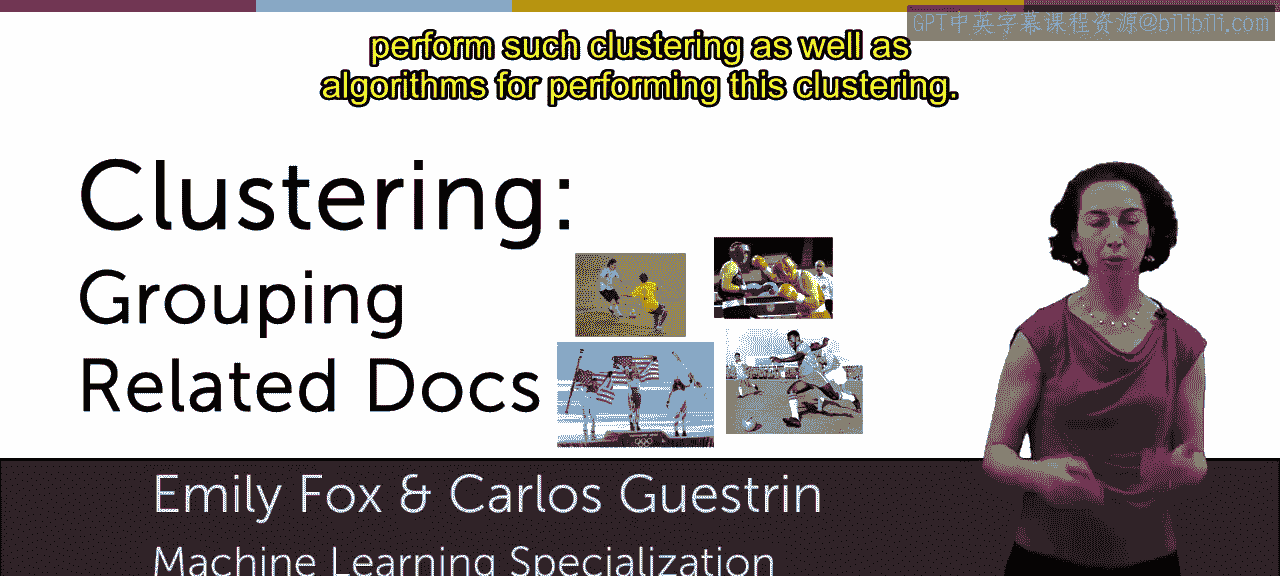 GPT中英字幕课程资源@bilibili.com
perform such clustering as well as
algorithms for performing this clustering.
Clustering:
Grouping
Related Docs
Emily Fox & Carlos Guestrin
Machine Learning Specialization